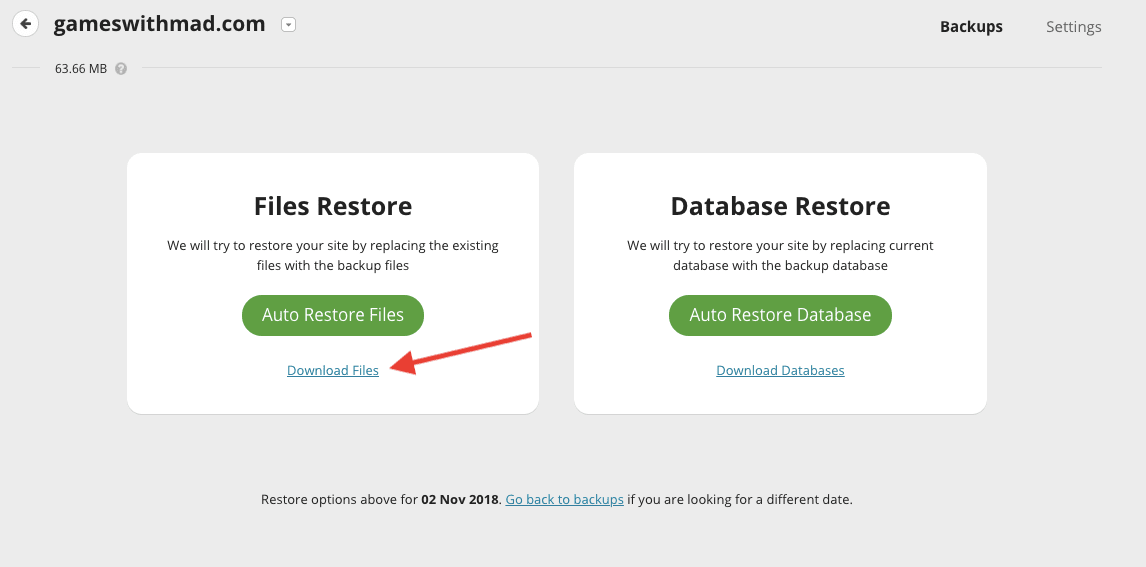 gameswithmad.com
Backups
Settings
63.66 MB ?
Files Restore
We will try to restore your site by replacing the existing
files with the backup files
Auto Restore Files
Download Files
Database Restore
We will try to restore your site by replacing current
database with the backup database
Auto Restore Database
Download Databases
Restore options above for 02 Nov 2018. Go back to backups if you are looking for a different date.